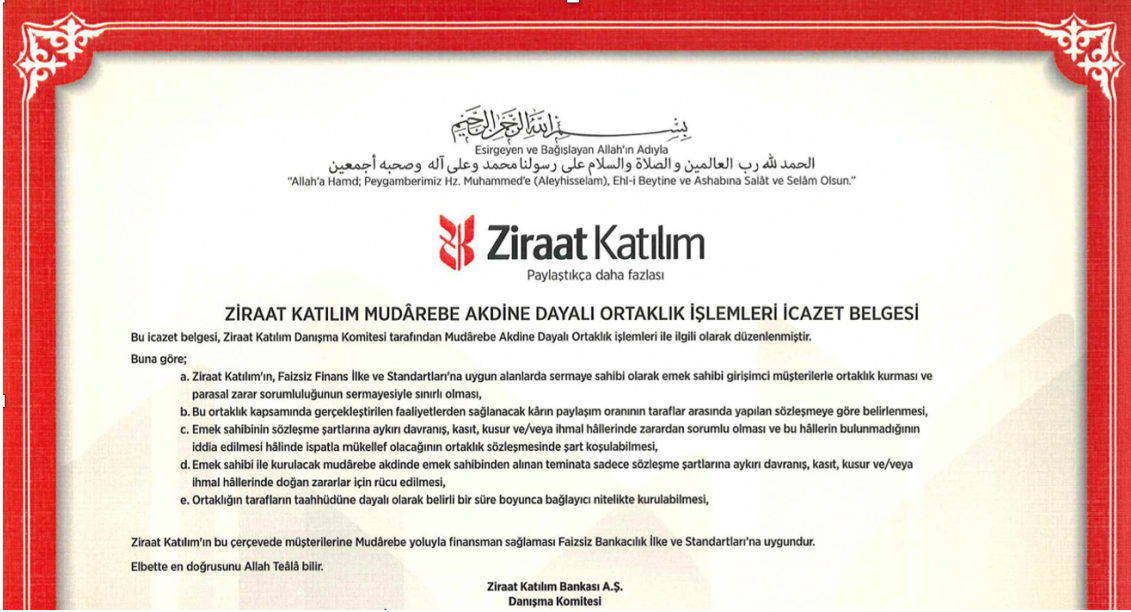 بسم الله الرحمن الرحيم
Esirgeyen ve Bağışlayan Allah'ın Adıyla
الحمد لله رب العالمين والصلاة والسلام على رسولنا محمد وعلى آله وصحبه أجمعين
“Allah'a Hamd; Peygamberimiz Hz. Muhammed'e (Aleyhisselam), Ehl-i Beytine ve Ashabına Salât ve Selâm Olsun.”
Ziraat Katılım
Paylaştıkça daha fazlası
ZİRAAT KATILIM MUDÂREBE AKDİNE DAYALI ORTAKLIK İŞLEMLERİ İCAZET BELGESİ
Bu icazet belgesi, Ziraat Katılım Danışma Komitesi tarafından Mudârebe Akdine Dayalı Ortaklık işlemleri ile ilgili olarak düzenlenmiştir.
Buna göre;
a. Ziraat Katılım'ın, Faizsiz Finans İlke ve Standartları'na uygun alanlarda sermaye sahibi olarak emek sahibi girişimci müşterilerle ortaklık kurması ve
parasal zarar sorumluluğunun sermayesiyle sınırlı olması,
b. Bu ortaklık kapsamında gerçekleştirilen faaliyetlerden sağlanacak kârın paylaşım oranının taraflar arasında yapılan sözleşmeye göre belirlenmesi,
c. Emek sahibinin sözleşme şartlarına aykırı davranış, kasıt, kusur ve/veya ihmal hâllerinde zarardan sorumlu olması ve bu hâllerin bulunmadığının
iddia edilmesi hâlinde ispatla mükellef olacağının ortaklık sözleşmesinde şart koşulabilmesi,
d. Emek sahibi ile kurulacak mudârebe akdinde emek sahibinden alınan teminata sadece sözleşme şartlarına aykırı davranış, kasıt, kusur ve/veya
ihmal hâllerinde doğan zararlar için rücu edilmesi,
e. Ortaklığın tarafların taahhüdüne dayalı olarak belirli bir süre boyunca bağlayıcı nitelikte kurulabilmesi,
Ziraat Katılım'ın bu çerçevede müşterilerine Mudârebe yoluyla finansman sağlaması Faizsiz Bankacılık İlke ve Standartları'na uygundur.
Elbette en doğrusunu Allah Teâlâ bilir.
Ziraat Katılım Bankası A.Ş.
Danışma Komitesi